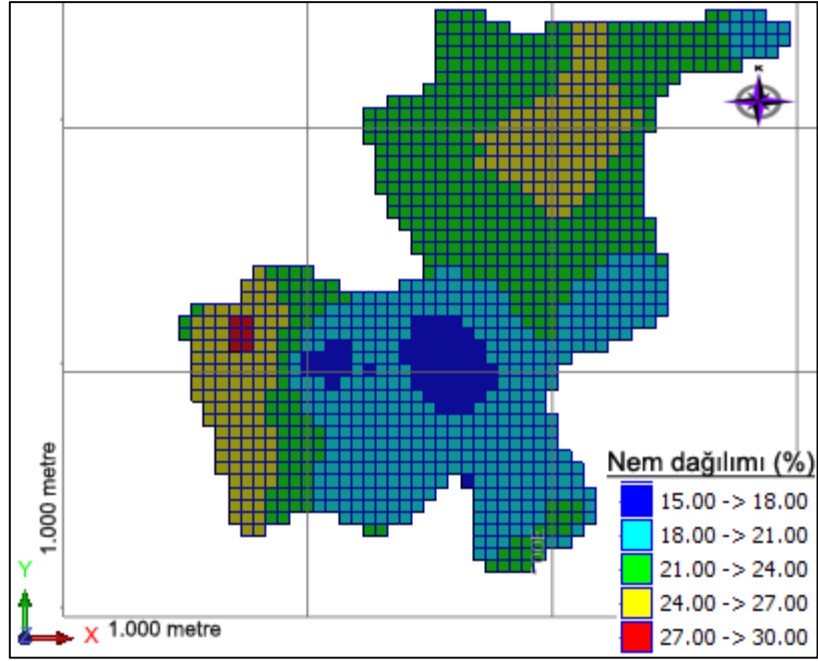 K
Nem dağılımı (%)
15.00 -> 18.00
18.00 -> 21.00
21.00 -> 24.00
24.00 -> 27.00
27.00 -> 30.00
1.000 metre
Y
X
1.000 metre